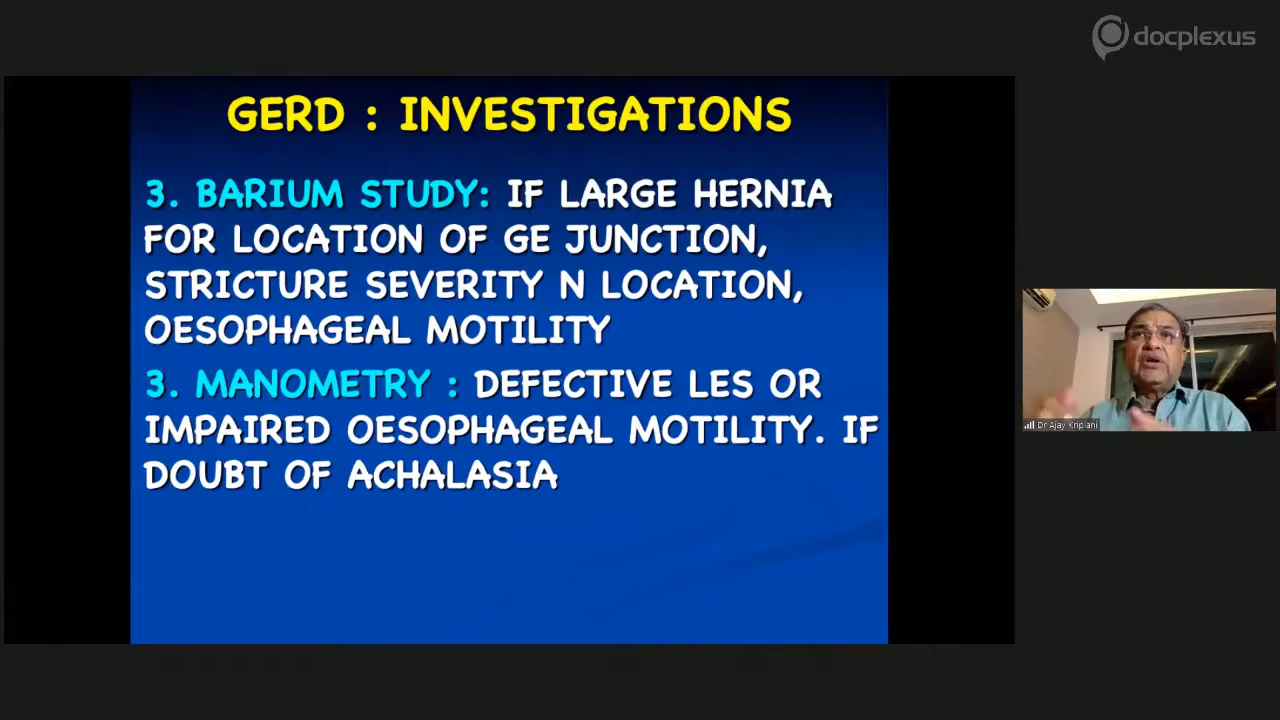 docplexus
GERD : INVESTIGATIONS
3. BARIUM STUDY: IF LARGE HERNIA
FOR LOCATION OF GE JUNCTION,
STRICTURE SEVERITY N LOCATION,
OESOPHAGEAL MOTILITY
3. MANOMETRY : DEFECTIVE LES OR
IMPAIRED OESOPHAGEAL MOTILITY. IF
DOUBT OF ACHALASIA
Dr Ajay Kriplani